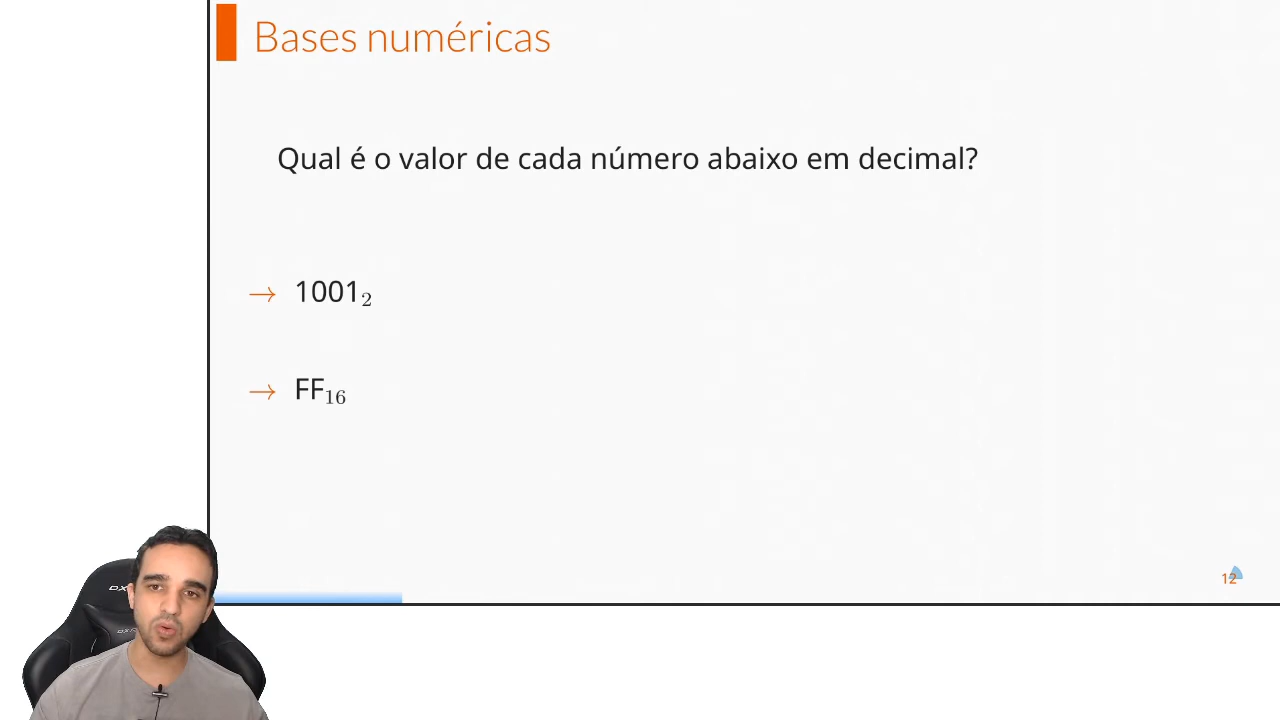 Bases numéricas
Qual é o valor de cada número abaixo em decimal?
→ 1001₂
→ FF₁₆
12